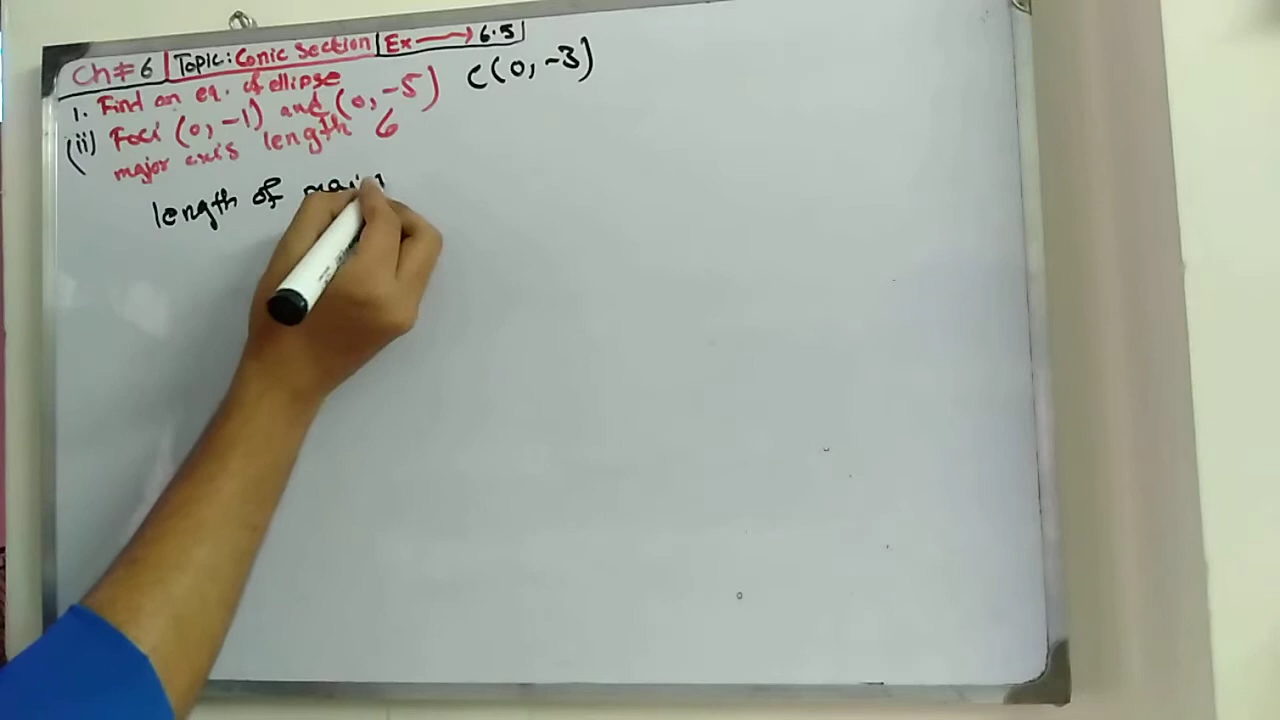 Ch # 6 | Topic: Conic Section | Ex → 6.5
1. Find an eq. of ellipse
(ii) Foci (0, -1) and (0, -5) C(0, -3)
major axis length 6
length of major